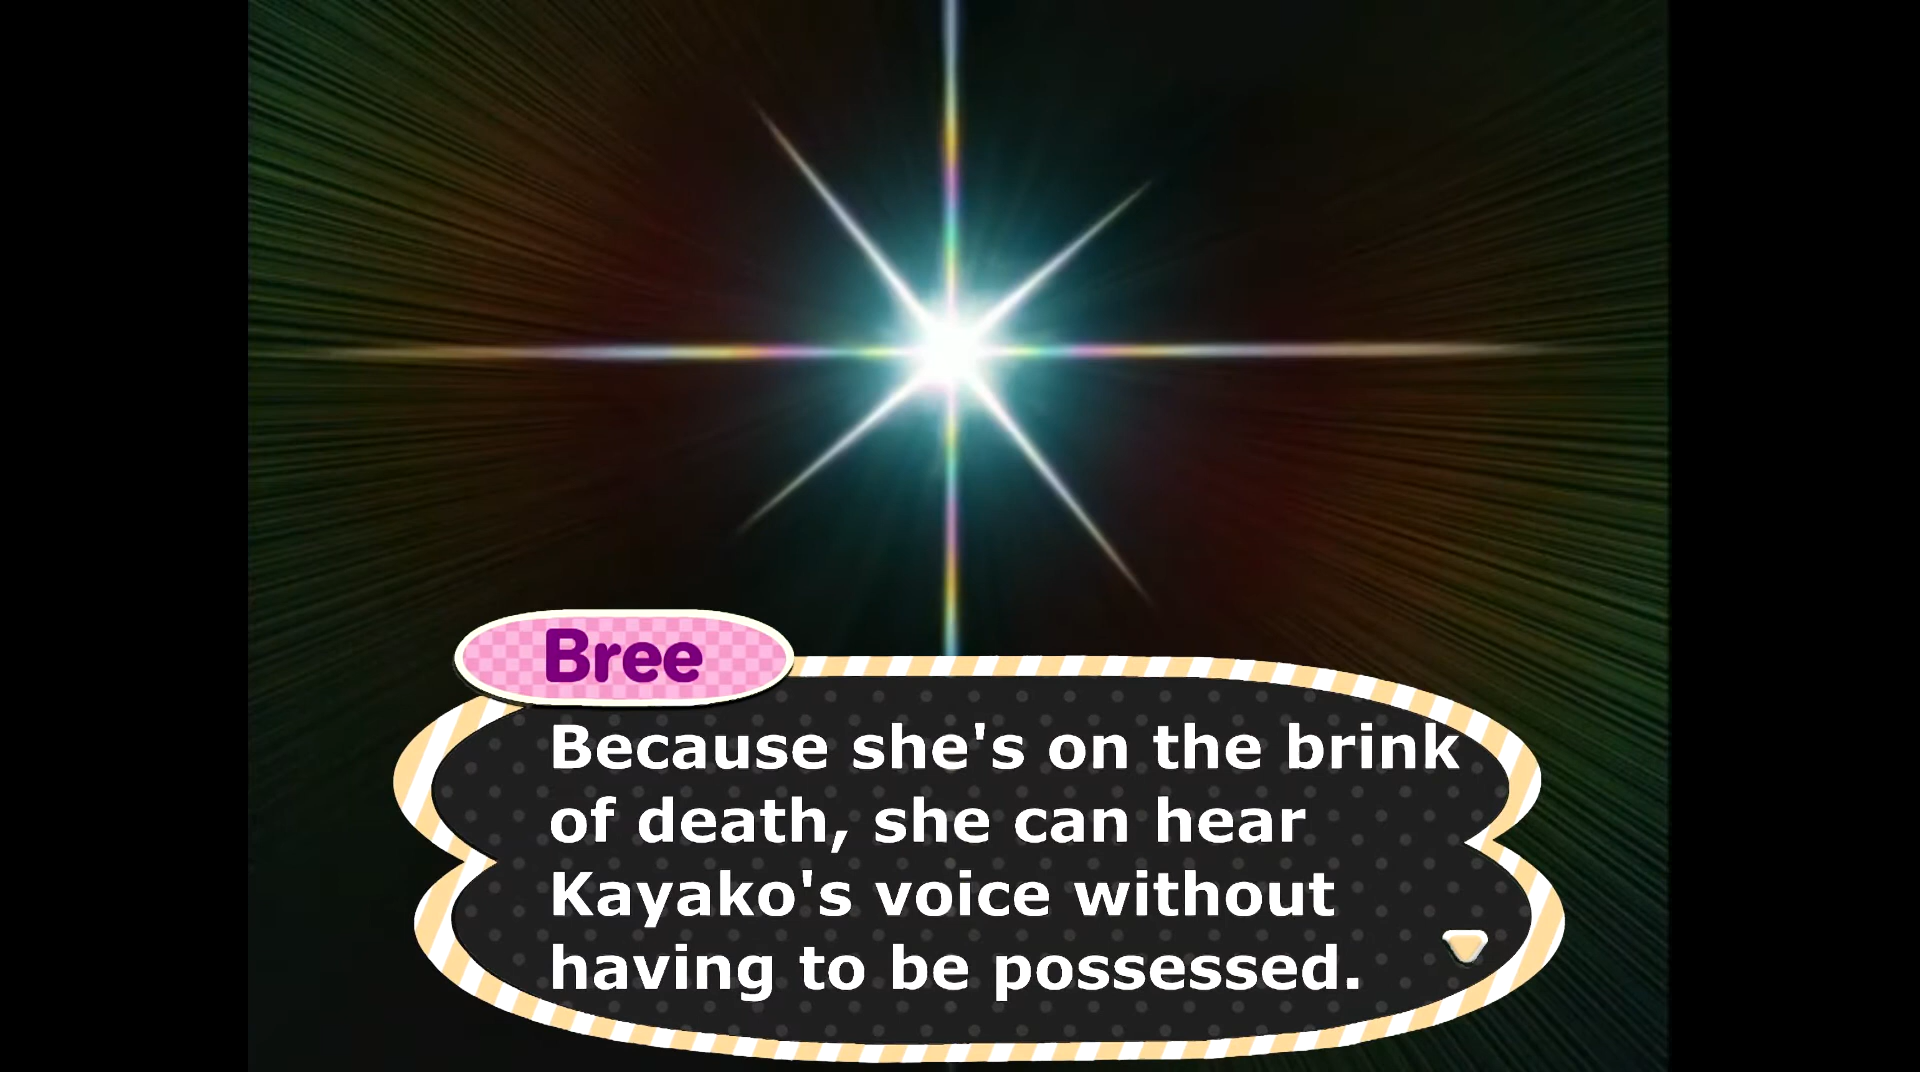 Bree
Because she's on the brink
of death, she can hear
Kayako's voice without
having to be possessed.